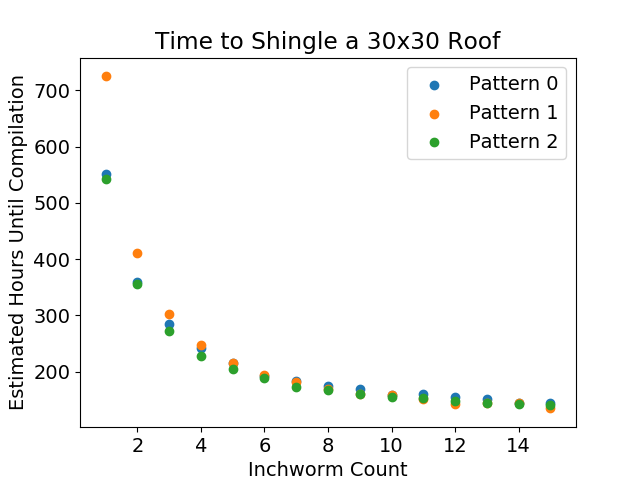 Time to Shingle a 30x30 Roof
Pattern 0
Pattern 1
Pattern 2
Estimated Hours Until Compilation
700
600
500
400
300
200
2 4 6 8 10 12 14
Inchworm Count